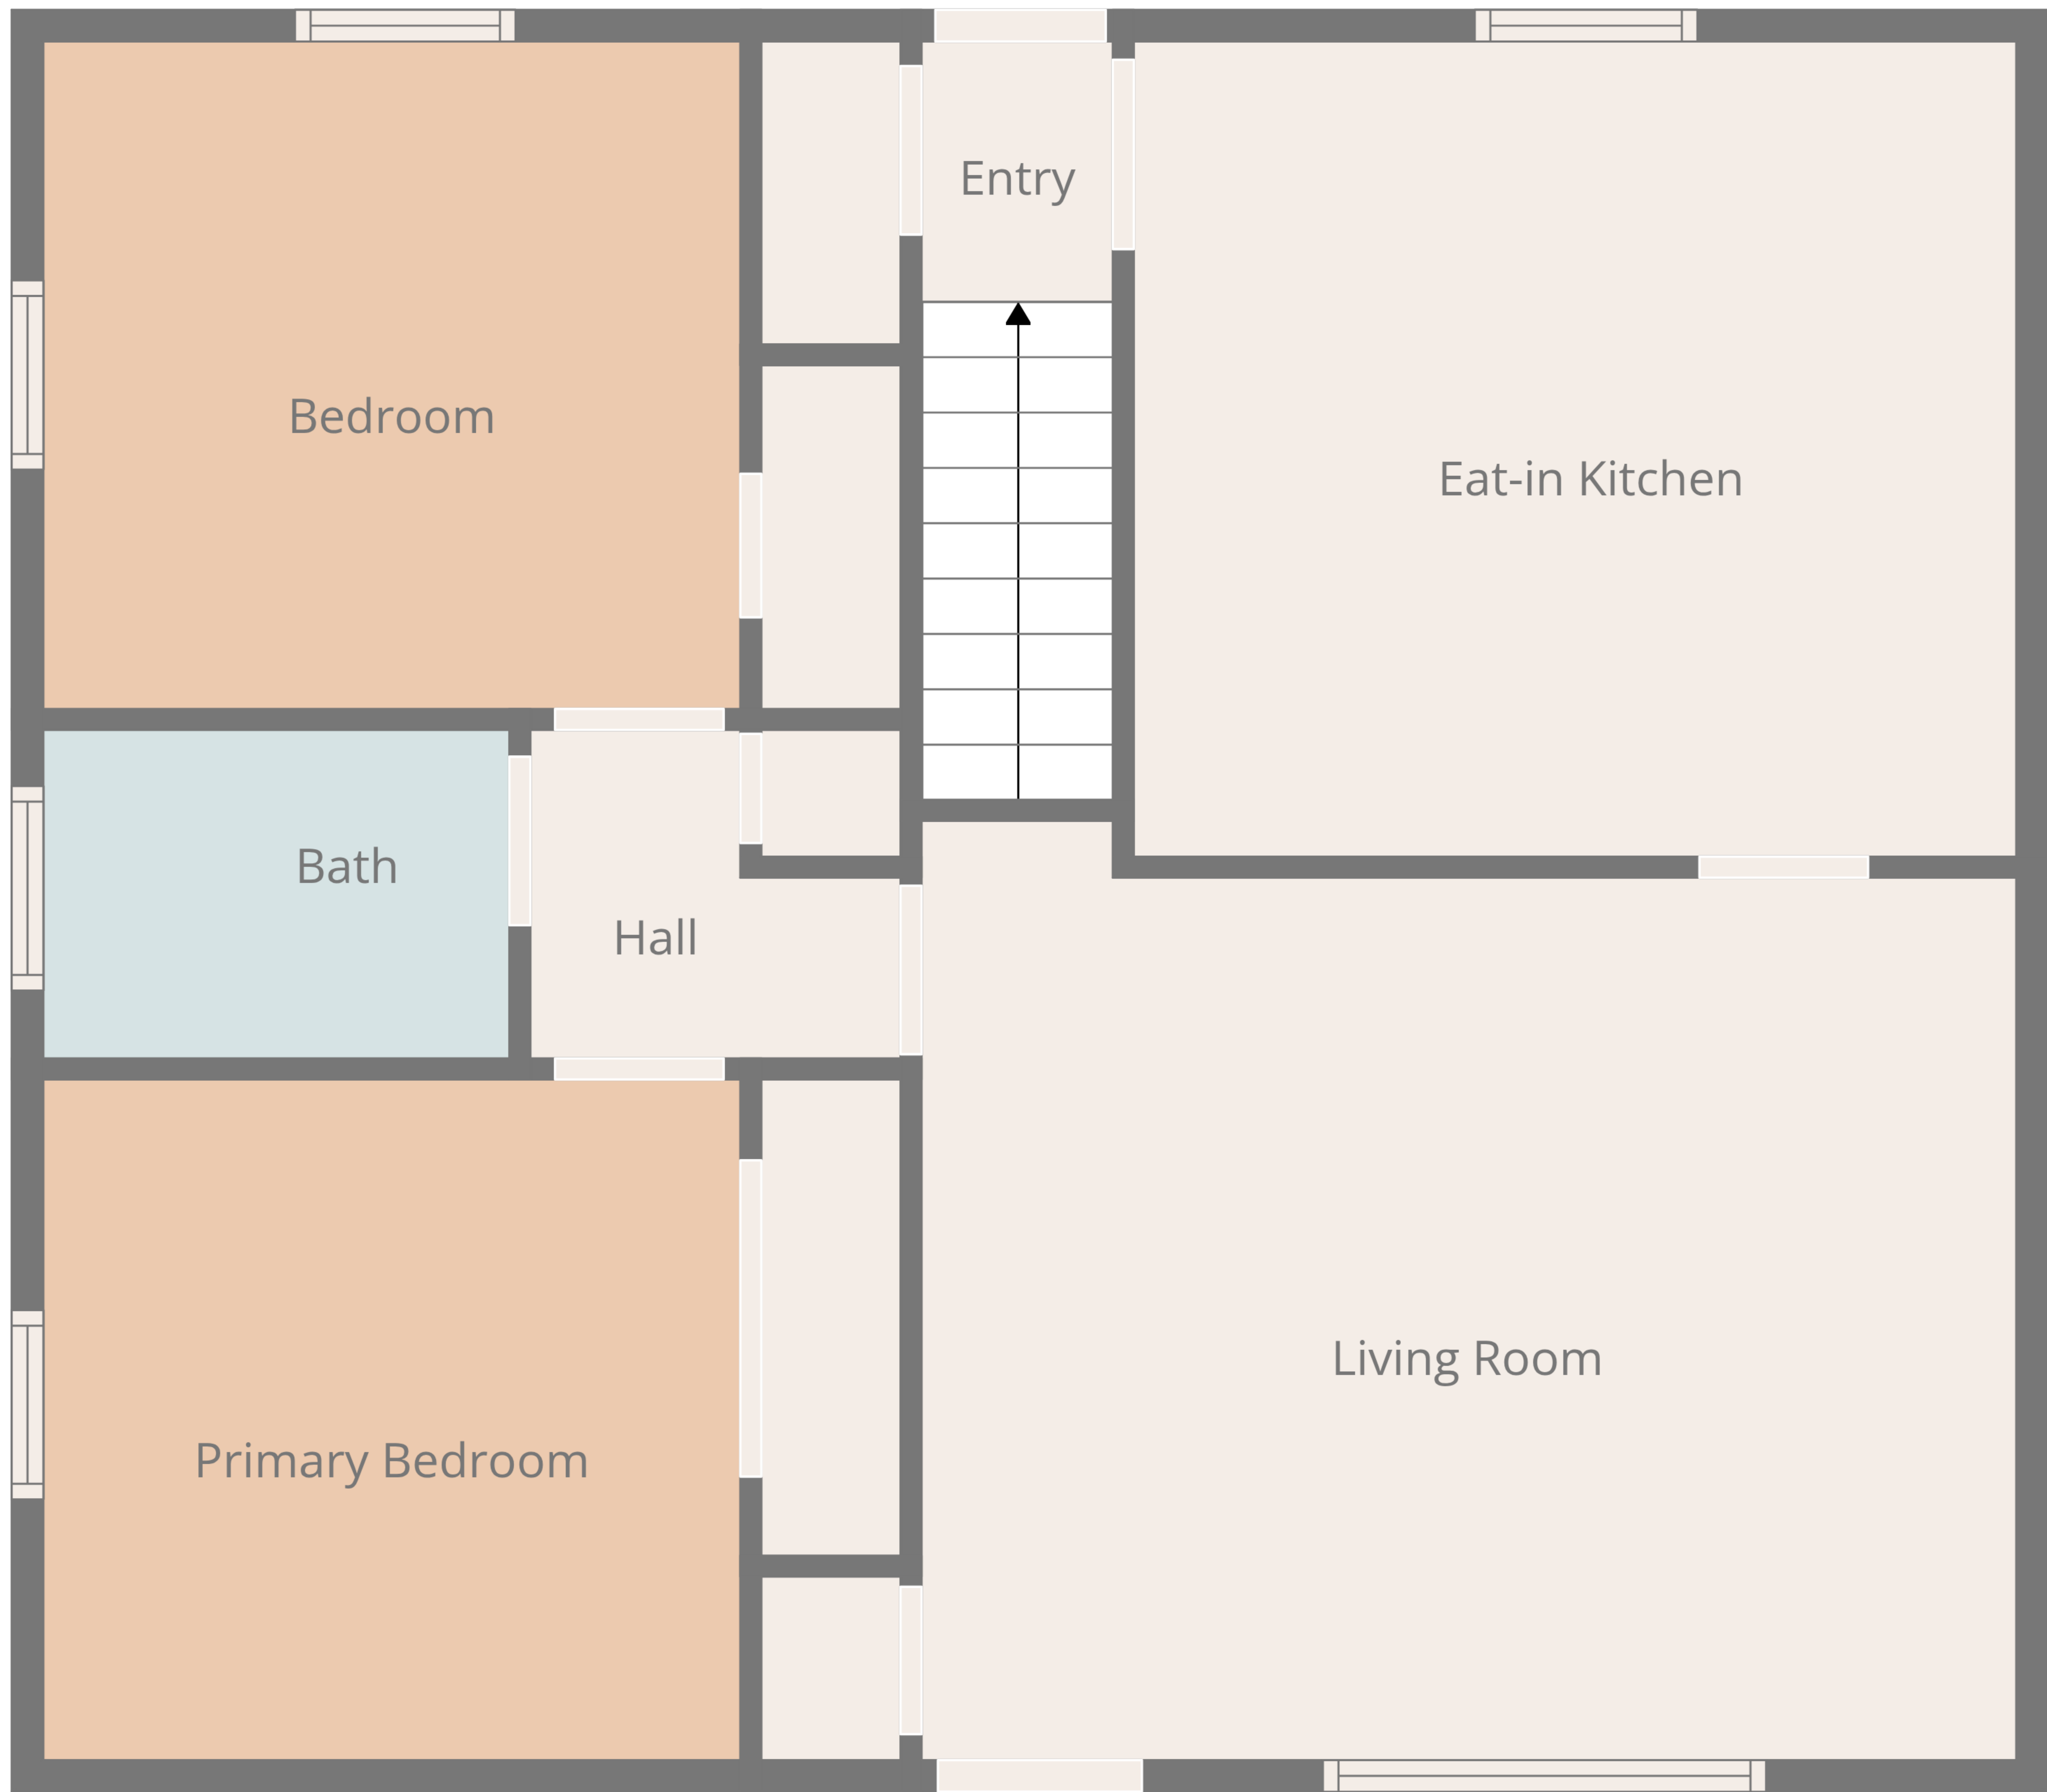 Entry
Bedroom
Eat-in Kitchen
Bath
Hall
Living Room
Primary Bedroom